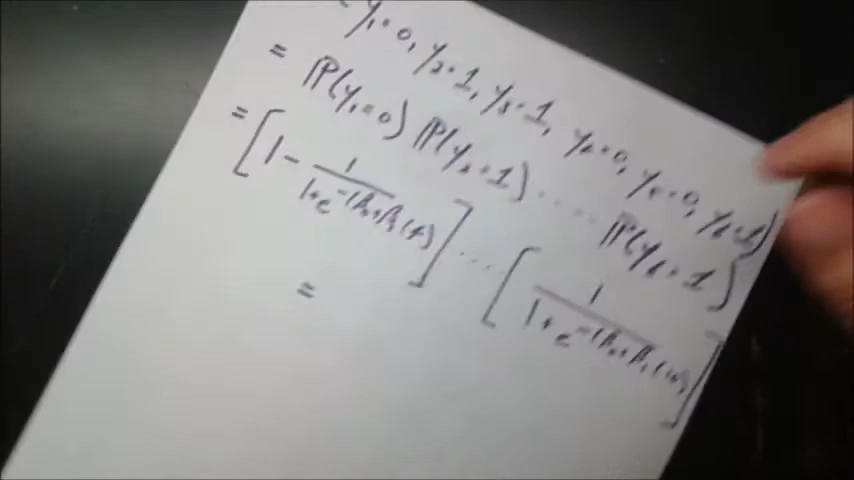 y₁=0, y₂=1, y₃=1, y₄=0, y₅=0, y₆=1)
= ℙ(y₁=0) ℙ(y₂=1) ..... ℙ(y₆=1)
= [1 - 1/(1+e^-(β₀+β₁( ..... [1/(1+e^-(β₀+β₁(
=